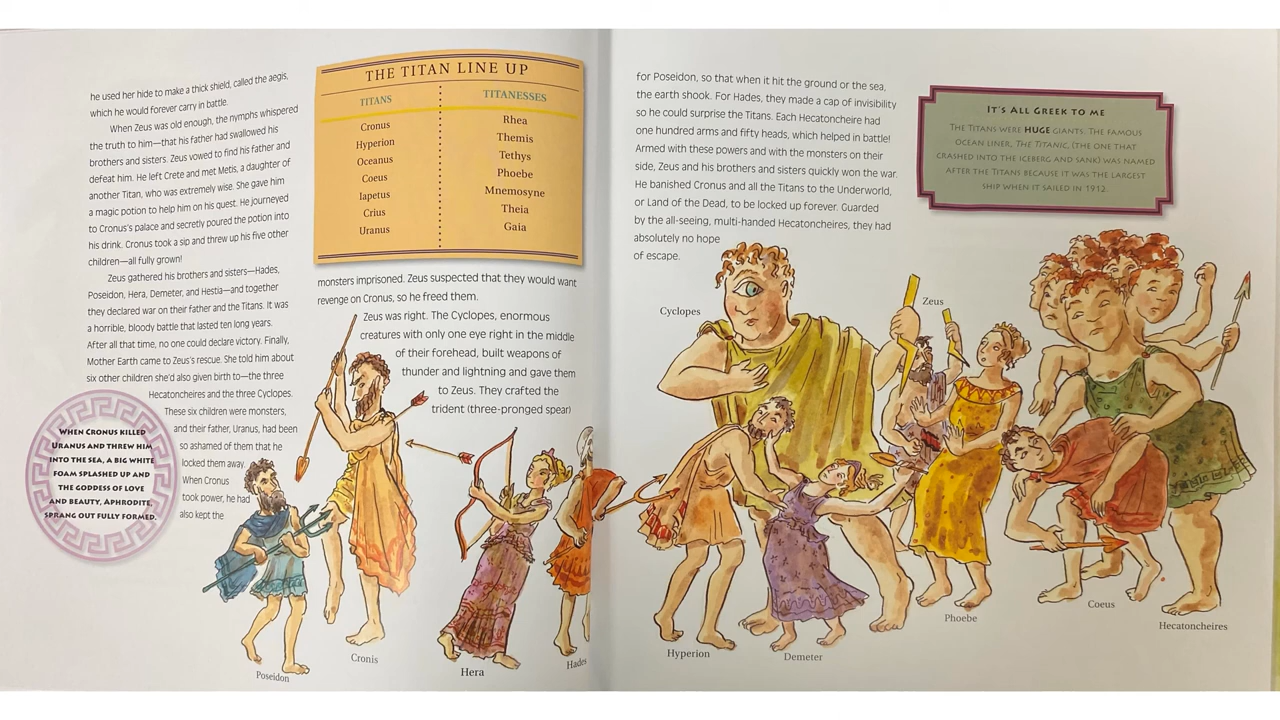 he used her hide to make a thick shield, called the aegis,
which he would forever carry in battle.
When Zeus was old enough, the nymphs whispered
the truth to him—that his father had swallowed his
brothers and sisters. Zeus vowed to find his father and
defeat him. He left Crete and met Metis, a daughter of
another Titan, who was extremely wise. She gave him
a magic potion to help him on his quest. He journeyed
to Cronus's palace and secretly poured the potion into
his drink. Cronus took a sip and threw up his five other
children—all fully grown!
Zeus gathered his brothers and sisters—Hades,
Poseidon, Hera, Demeter, and Hestia—and together
they declared war on their father and the Titans. It was
a horrible, bloody battle that lasted ten long years.
After all that time, no one could declare victory. Finally,
Mother Earth came to Zeus's rescue. She told him about
six other children she'd also given birth to—the three
Hecatoncheires and the three Cyclopes.
These six children were monsters,
and their father, Uranus, had been
so ashamed of them that he
locked them away.
When Cronus
took power, he had
also kept the
WHEN CRONUS KILLED
URANUS AND THREW HIM
INTO THE SEA, A BIG WHITE
FOAM SPLASHED UP AND
THE GODDESS OF LOVE
AND BEAUTY, APHRODITE,
SPRANG OUT FULLY FORMED.
THE TITAN LINE UP
TITANS TITANESSES
Cronus Rhea
Hyperion Themis
Oceanus Tethys
Coeus Phoebe
Iapetus Mnemosyne
Crius Theia
Uranus Gaia
monsters imprisoned. Zeus suspected that they would want
revenge on Cronus, so he freed them.
Zeus was right. The Cyclopes, enormous
creatures with only one eye right in the middle
of their forehead, built weapons of
thunder and lightning and gave them
to Zeus. They crafted the
trident (three-pronged spear)
Poseidon
Cronis
Hera
Hades
for Poseidon, so that when it hit the ground or the sea,
the earth shook. For Hades, they made a cap of invisibility
so he could surprise the Titans. Each Hecatoncheire had
one hundred arms and fifty heads, which helped in battle!
Armed with these powers and with the monsters on their
side, Zeus and his brothers and sisters quickly won the war.
He banished Cronus and all the Titans to the Underworld,
or Land of the Dead, to be locked up forever. Guarded
by the all-seeing, multi-handed Hecatoncheires, they had
absolutely no hope
of escape.
IT'S ALL GREEK TO ME
THE TITANS WERE HUGE GIANTS. THE FAMOUS
OCEAN LINER, THE TITANIC, (THE ONE THAT
CRASHED INTO THE ICEBERG AND SANK) WAS NAMED
AFTER THE TITANS BECAUSE IT WAS THE LARGEST
SHIP WHEN IT SAILED IN 1912.
Cyclopes
Zeus
Hyperion
Demeter
Phoebe
Coeus
Hecatoncheires